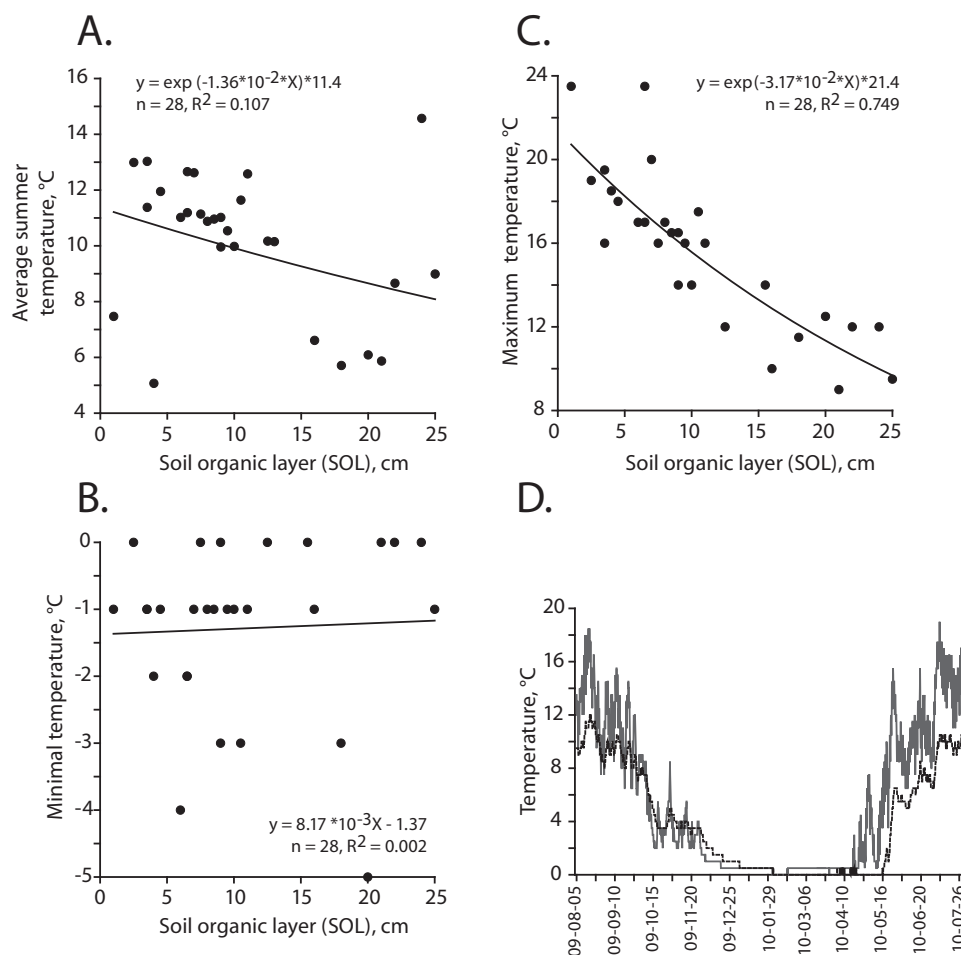 A.
y = exp (-1.36*10-2*X)*11.4
n = 28, R2 = 0.107
Average summer
temperature, °C
16
14
12
10
8
6
4
0 5 10 15 20 25
Soil organic layer (SOL), cm
C.
y = exp(-3.17*10-2*X)*21.4
n = 28, R2 = 0.749
Maximum temperature, °C
24
20
16
12
8
0 5 10 15 20 25
Soil organic layer (SOL), cm
B.
Minimal temperature, °C
0
-1
-2
-3
-4
-5
y = 8.17 *10-3X - 1.37
n = 28, R2 = 0.002
0 5 10 15 20 25
Soil organic layer (SOL), cm
D.
Temperature, °C
20
16
12
8
4
0
09-08-05
09-09-10
09-10-15
09-11-20
09-12-25
10-01-29
10-03-06
10-04-10
10-05-16
10-06-20
10-07-26